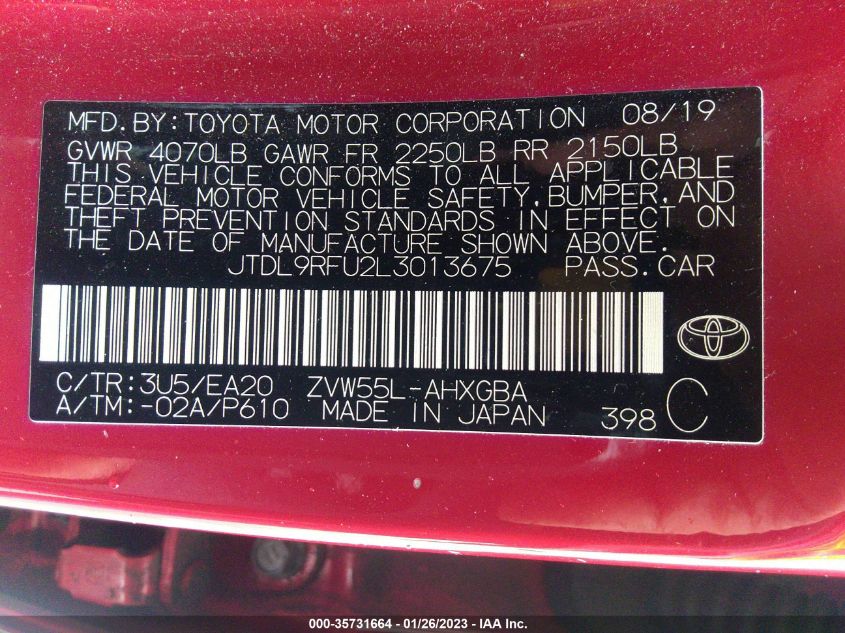 MFD.BY:TOYOTA MOTOR CORPORATION 08/19
GVWR 4070LB GAWR FR 2250LB RR 2150LB
THIS VEHICLE CONFORMS TO ALL APPLICABLE
FEDERAL MOTOR VEHICLE SAFETY,BUMPER,AND
THEFT PREVENTION STANDARDS IN EFFECT ON
THE DATE OF MANUFACTURE SHOWN ABOVE.
JTDL9RFU2L3013675 PASS.CAR
C/TR:3U5/EA20 ZVW55L-AHXGBA
A/TM:-02A/P610 MADE IN JAPAN 398 C
000-35731664 - 01/26/2023 - IAA Inc.